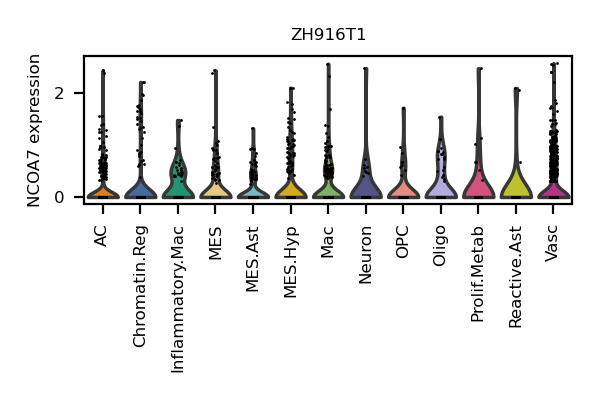 ZH916T1
NCOA7 expression
2
0
AC
Chromatin.Reg
Inflammatory.Mac
MES
MES.Ast
MES.Hyp
Mac
Neuron
OPC
Oligo
Prolif.Metab
Reactive.Ast
Vasc